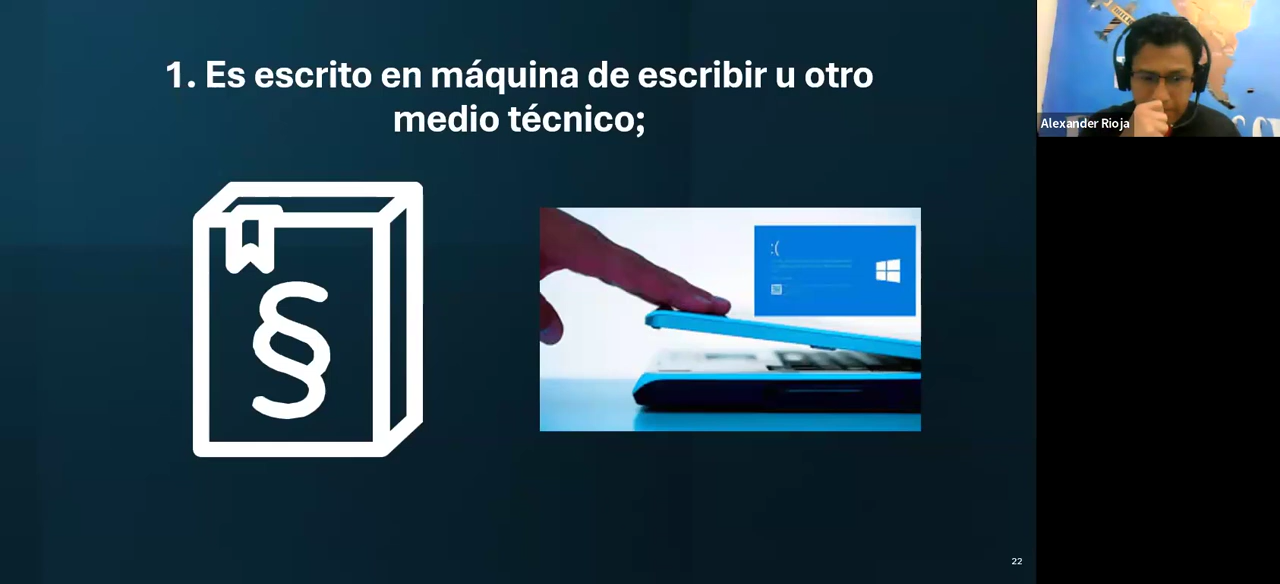 1. Es escrito en máquina de escribir u otro
medio técnico;
Alexander Rioja
§
:(
22